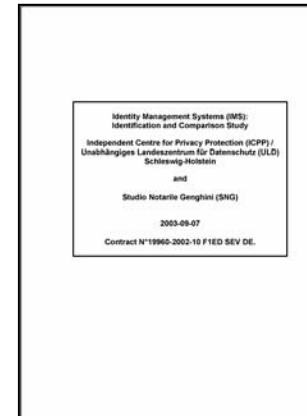 Identity Management Systems (IMS):
Identification and Comparison Study
Independent Centre for Privacy Protection (ICPP) /
Unabhängiges Landeszentrum für Datenschutz (ULD)
Schleswig-Holstein
and
Studio Notarile Genghini (SNG)
2003-09-07
Contract N°19960-2002-10 F1ED SEV DE.